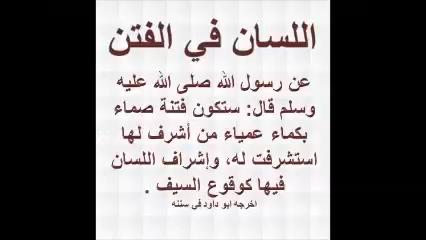 اللسان في الفتن
عن رسول الله صلى الله عليه
وسلم قال: ستكون فتنة صماء
بكماء عمياء من أشرف لها
استشرفت له، وإشراف اللسان
فيها كوقوع السيف .
اخرجه ابو داود فى سننه